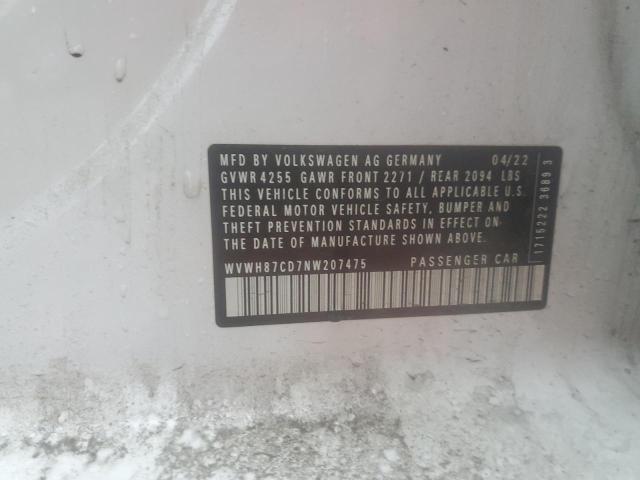 MFD BY VOLKSWAGEN AG GERMANY 04/22
GVWR 4255 GAWR FRONT 2271 / REAR 2094 LBS
THIS VEHICLE CONFORMS TO ALL APPLICABLE U.S.
FEDERAL MOTOR VEHICLE SAFETY, BUMPER AND
THEFT PREVENTION STANDARDS IN EFFECT ON
THE DATE OF MANUFACTURE SHOWN ABOVE.
WVWH87CD7NW207475 PASSENGER CAR
1715222 36893